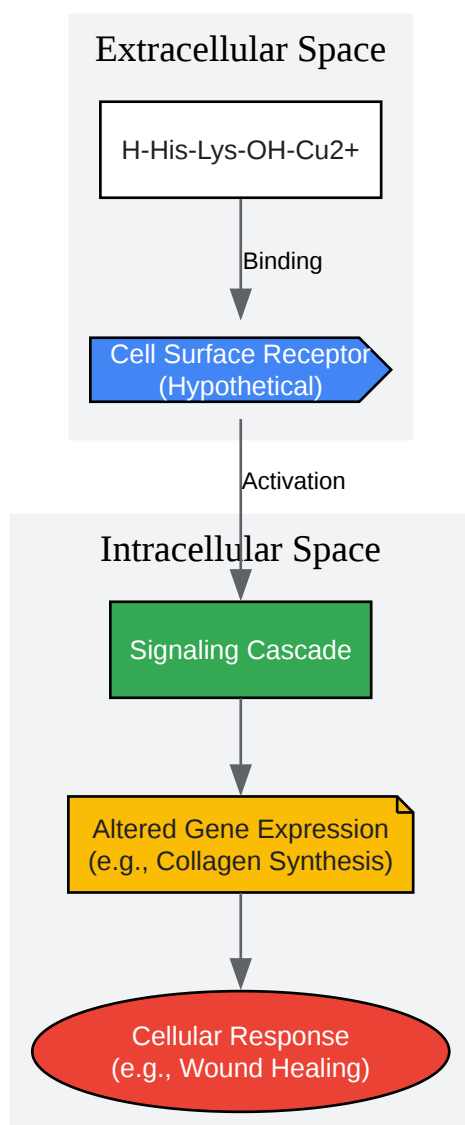 Extracellular Space
H-His-Lys-OH-Cu2+
Binding
Cell Surface Receptor
(Hypothetical)
Activation
Intracellular Space
Signaling Cascade
Altered Gene Expression
(e.g., Collagen Synthesis)
Cellular Response
(e.g., Wound Healing)